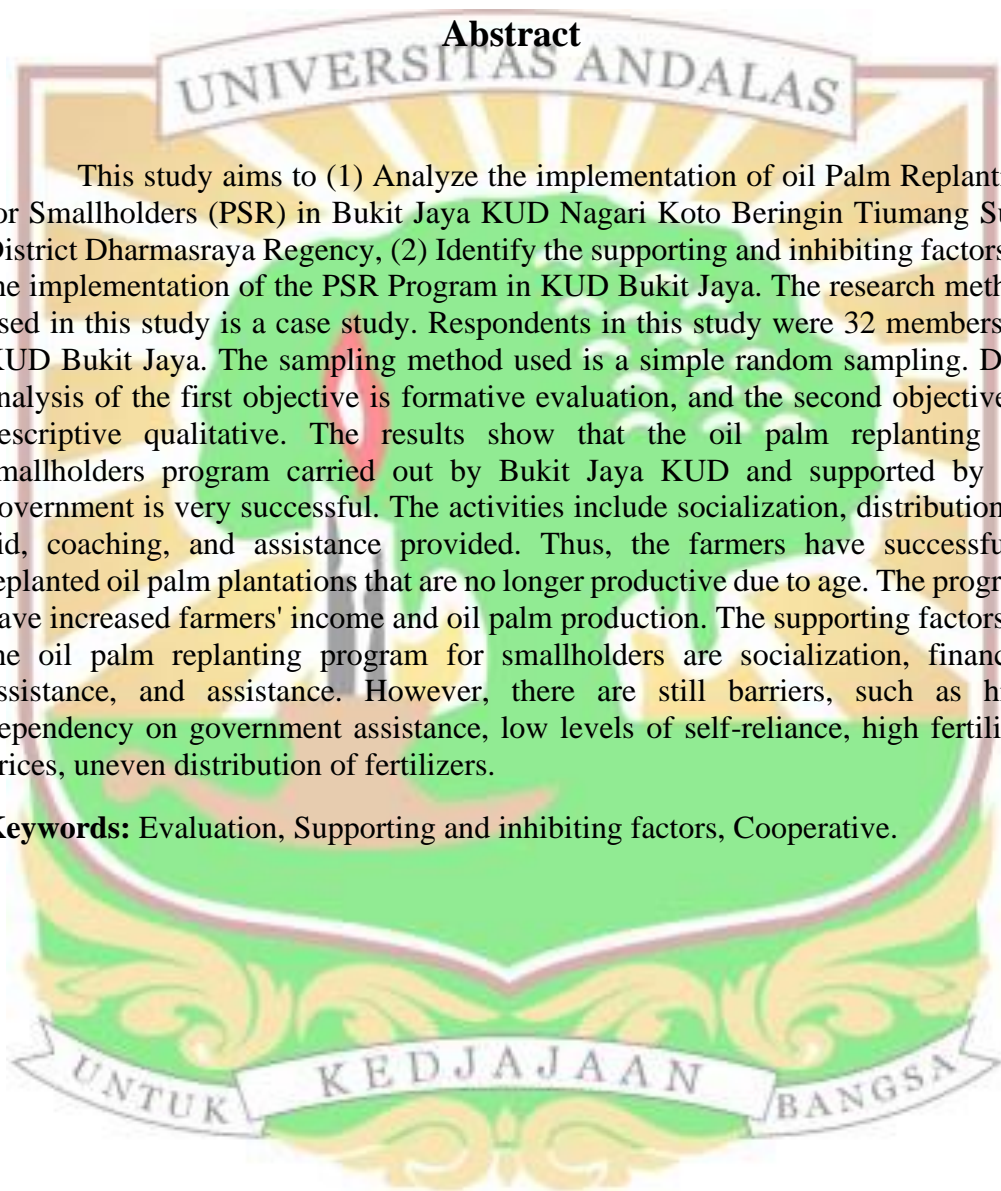 Abstract
UNIVERSITAS ANDALAS
This study aims to (1) Analyze the implementation of oil Palm Replanti
or Smallholders (PSR) in Bukit Jaya KUD Nagari Koto Beringin Tiumang Su
District Dharmasraya Regency, (2) Identify the supporting and inhibiting factors
he implementation of the PSR Program in KUD Bukit Jaya. The research meth
sed in this study is a case study. Respondents in this study were 32 members
KUD Bukit Jaya. The sampling method used is a simple random sampling. D
nalysis of the first objective is formative evaluation, and the second objective
escriptive qualitative. The results show that the oil palm replanting
mallholders program carried out by Bukit Jaya KUD and supported by
overnment is very successful. The activities include socialization, distribution
id, coaching, and assistance provided. Thus, the farmers have successfu
eplanted oil palm plantations that are no longer productive due to age. The progr
ave increased farmers' income and oil palm production. The supporting factors
he oil palm replanting program for smallholders are socialization, financ
ssistance, and assistance. However, there are still barriers, such as h
ependency on government assistance, low levels of self-reliance, high fertili
rices, uneven distribution of fertilizers.
Keywords: Evaluation, Supporting and inhibiting factors, Cooperative.
UNTUK KEDJAJAAN BANGSA